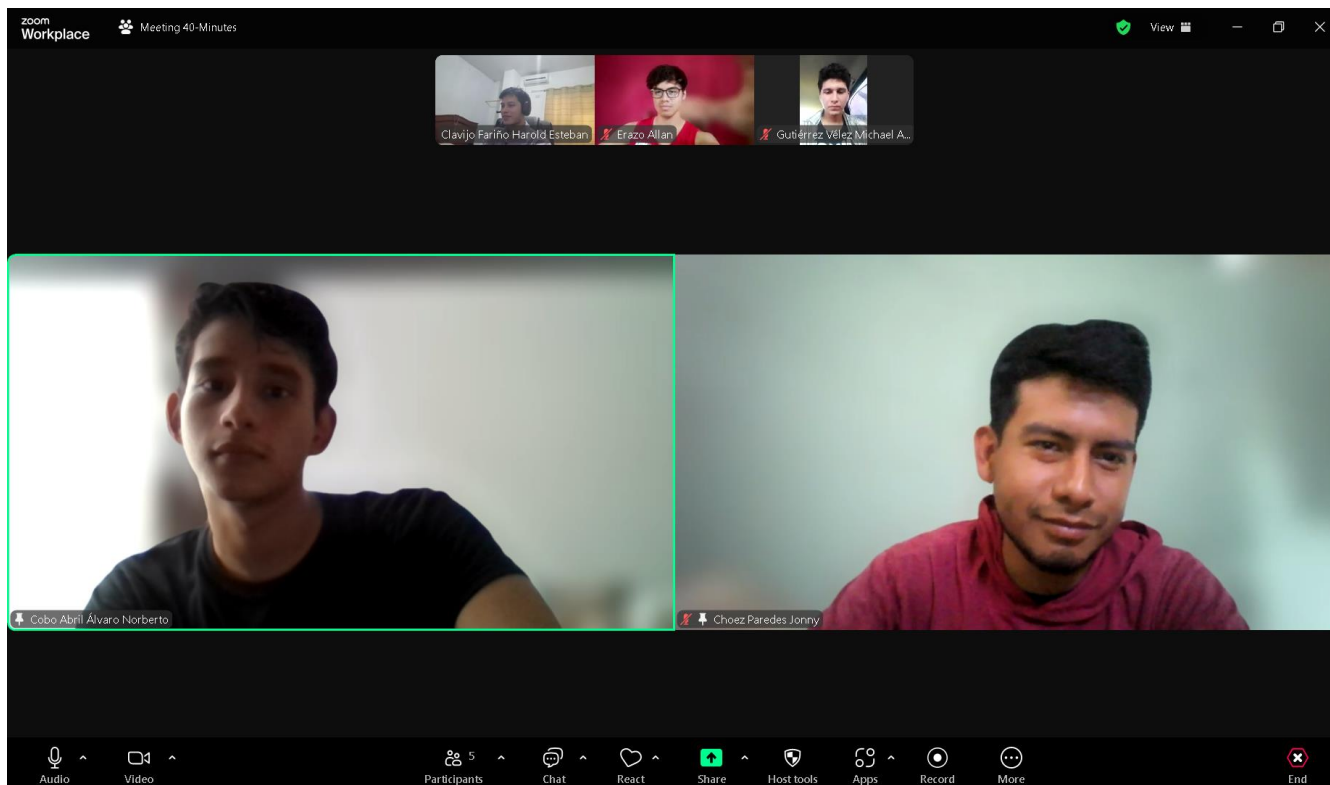 zoom
Workplace
Meeting 40-Minutes
View
Clavijo Fariño Harold Esteban
Erazo Allan
Gutiérrez Vélez Michael A...
Cobo Abril Álvaro Norberto
Choez Paredes Jonny
Audio
Video
Participants
5
Chat
React
Share
Host tools
Apps
Record
More
End